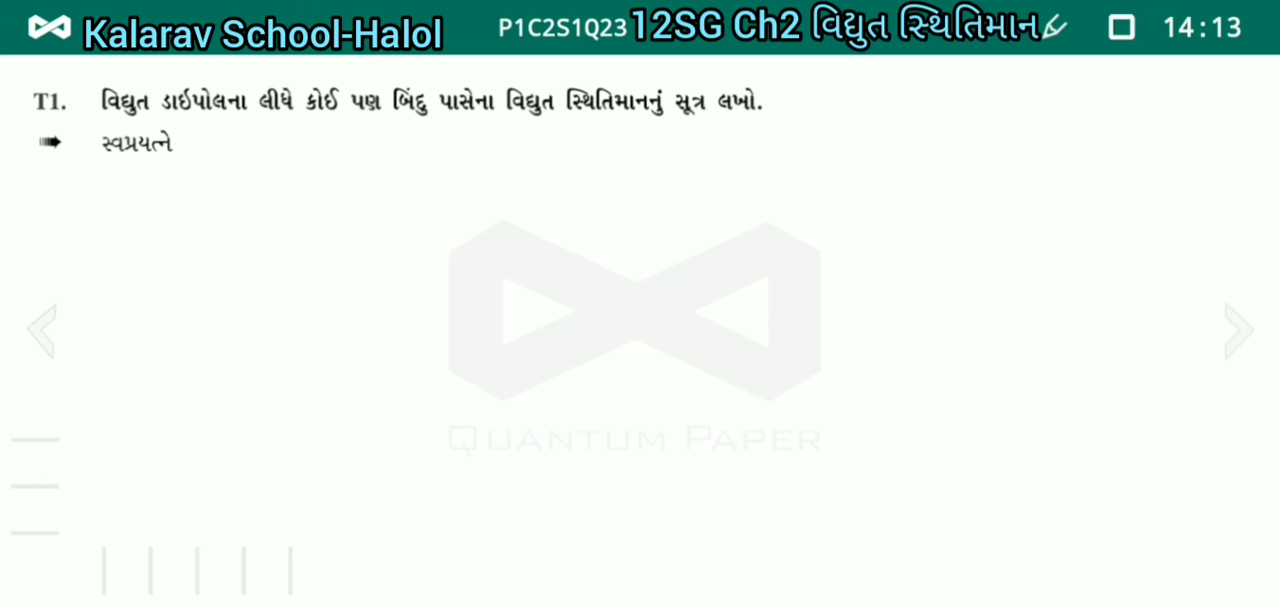 Kalarav School-Halol P1C2S1Q23 12SG Ch2 વિદ્યુત સ્થિતિમાન 14:13
T1. વિદ્યુત ડાઇપોલના લીધે કોઈ પણ બિંદુ પાસેના વિદ્યુત સ્થિતિમાનનું સૂત્ર લખો.
સ્વપ્રયત્ને
QUANTUM PAPER